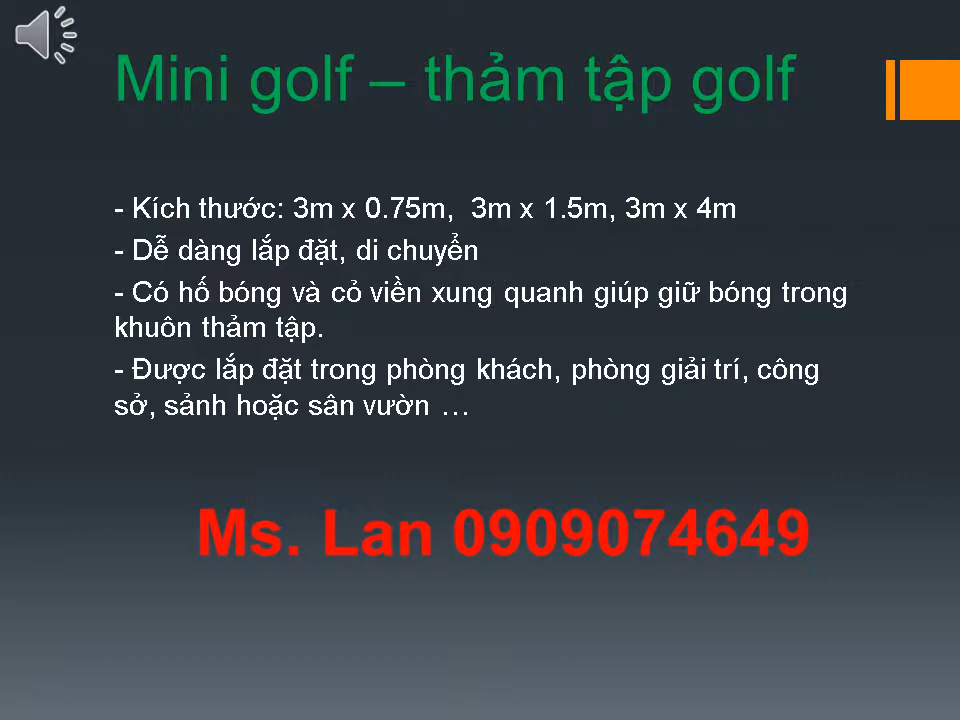 Mini golf – thảm tập golf
- Kích thước: 3m x 0.75m,  3m x 1.5m, 3m x 4m
- Dễ dàng lắp đặt, di chuyển
- Có hố bóng và cỏ viền xung quanh giúp giữ bóng trong
khuôn thảm tập.
- Được lắp đặt trong phòng khách, phòng giải trí, công
sở, sảnh hoặc sân vườn …
Ms. Lan 0909074649